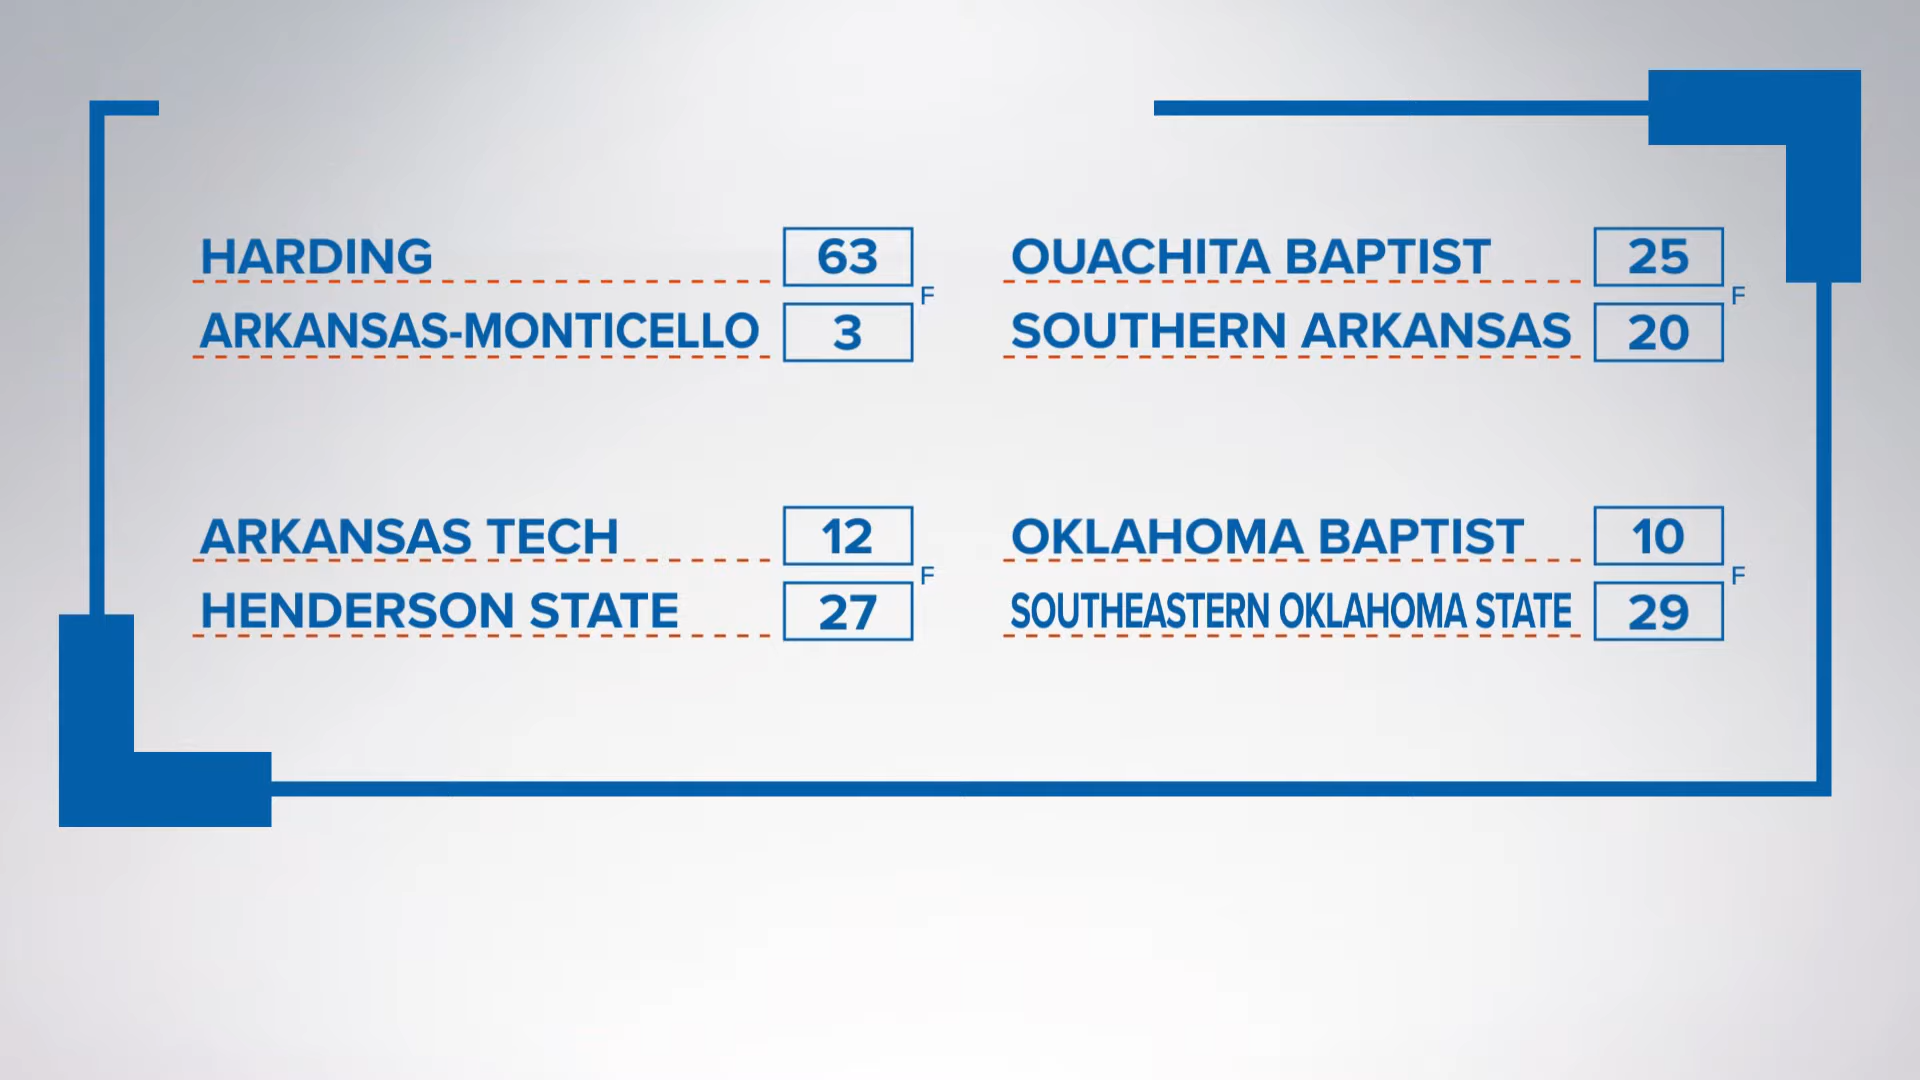 HARDING 63
F
ARKANSAS-MONTICELLO 3
OUACHITA BAPTIST 25
F
SOUTHERN ARKANSAS 20
ARKANSAS TECH 12
F
HENDERSON STATE 27
OKLAHOMA BAPTIST 10
F
SOUTHEASTERN OKLAHOMA STATE 29